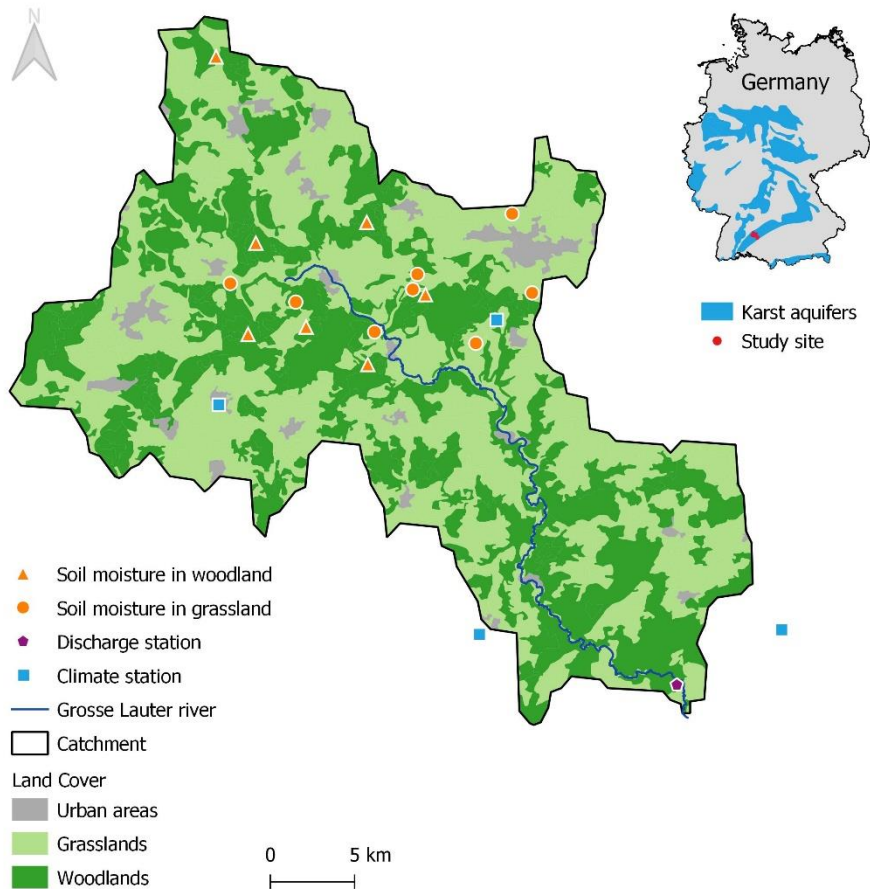 N
Germany
Karst aquifers
Study site
Soil moisture in woodland
Soil moisture in grassland
Discharge station
Climate station
Grosse Lauter river
Catchment
Land Cover
Urban areas
Grasslands
Woodlands
0 5 km